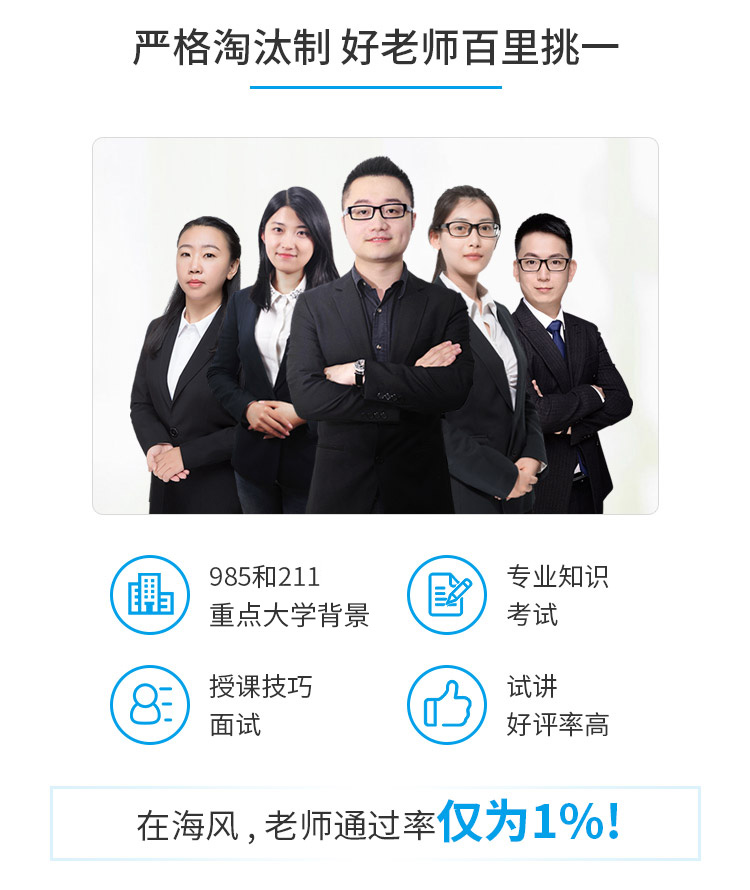 严格淘汰制 好老师百里挑一
985和211
重点大学背景
专业知识
考试
授课技巧
面试
试讲
好评率高
在海风，老师通过率仅为1%!